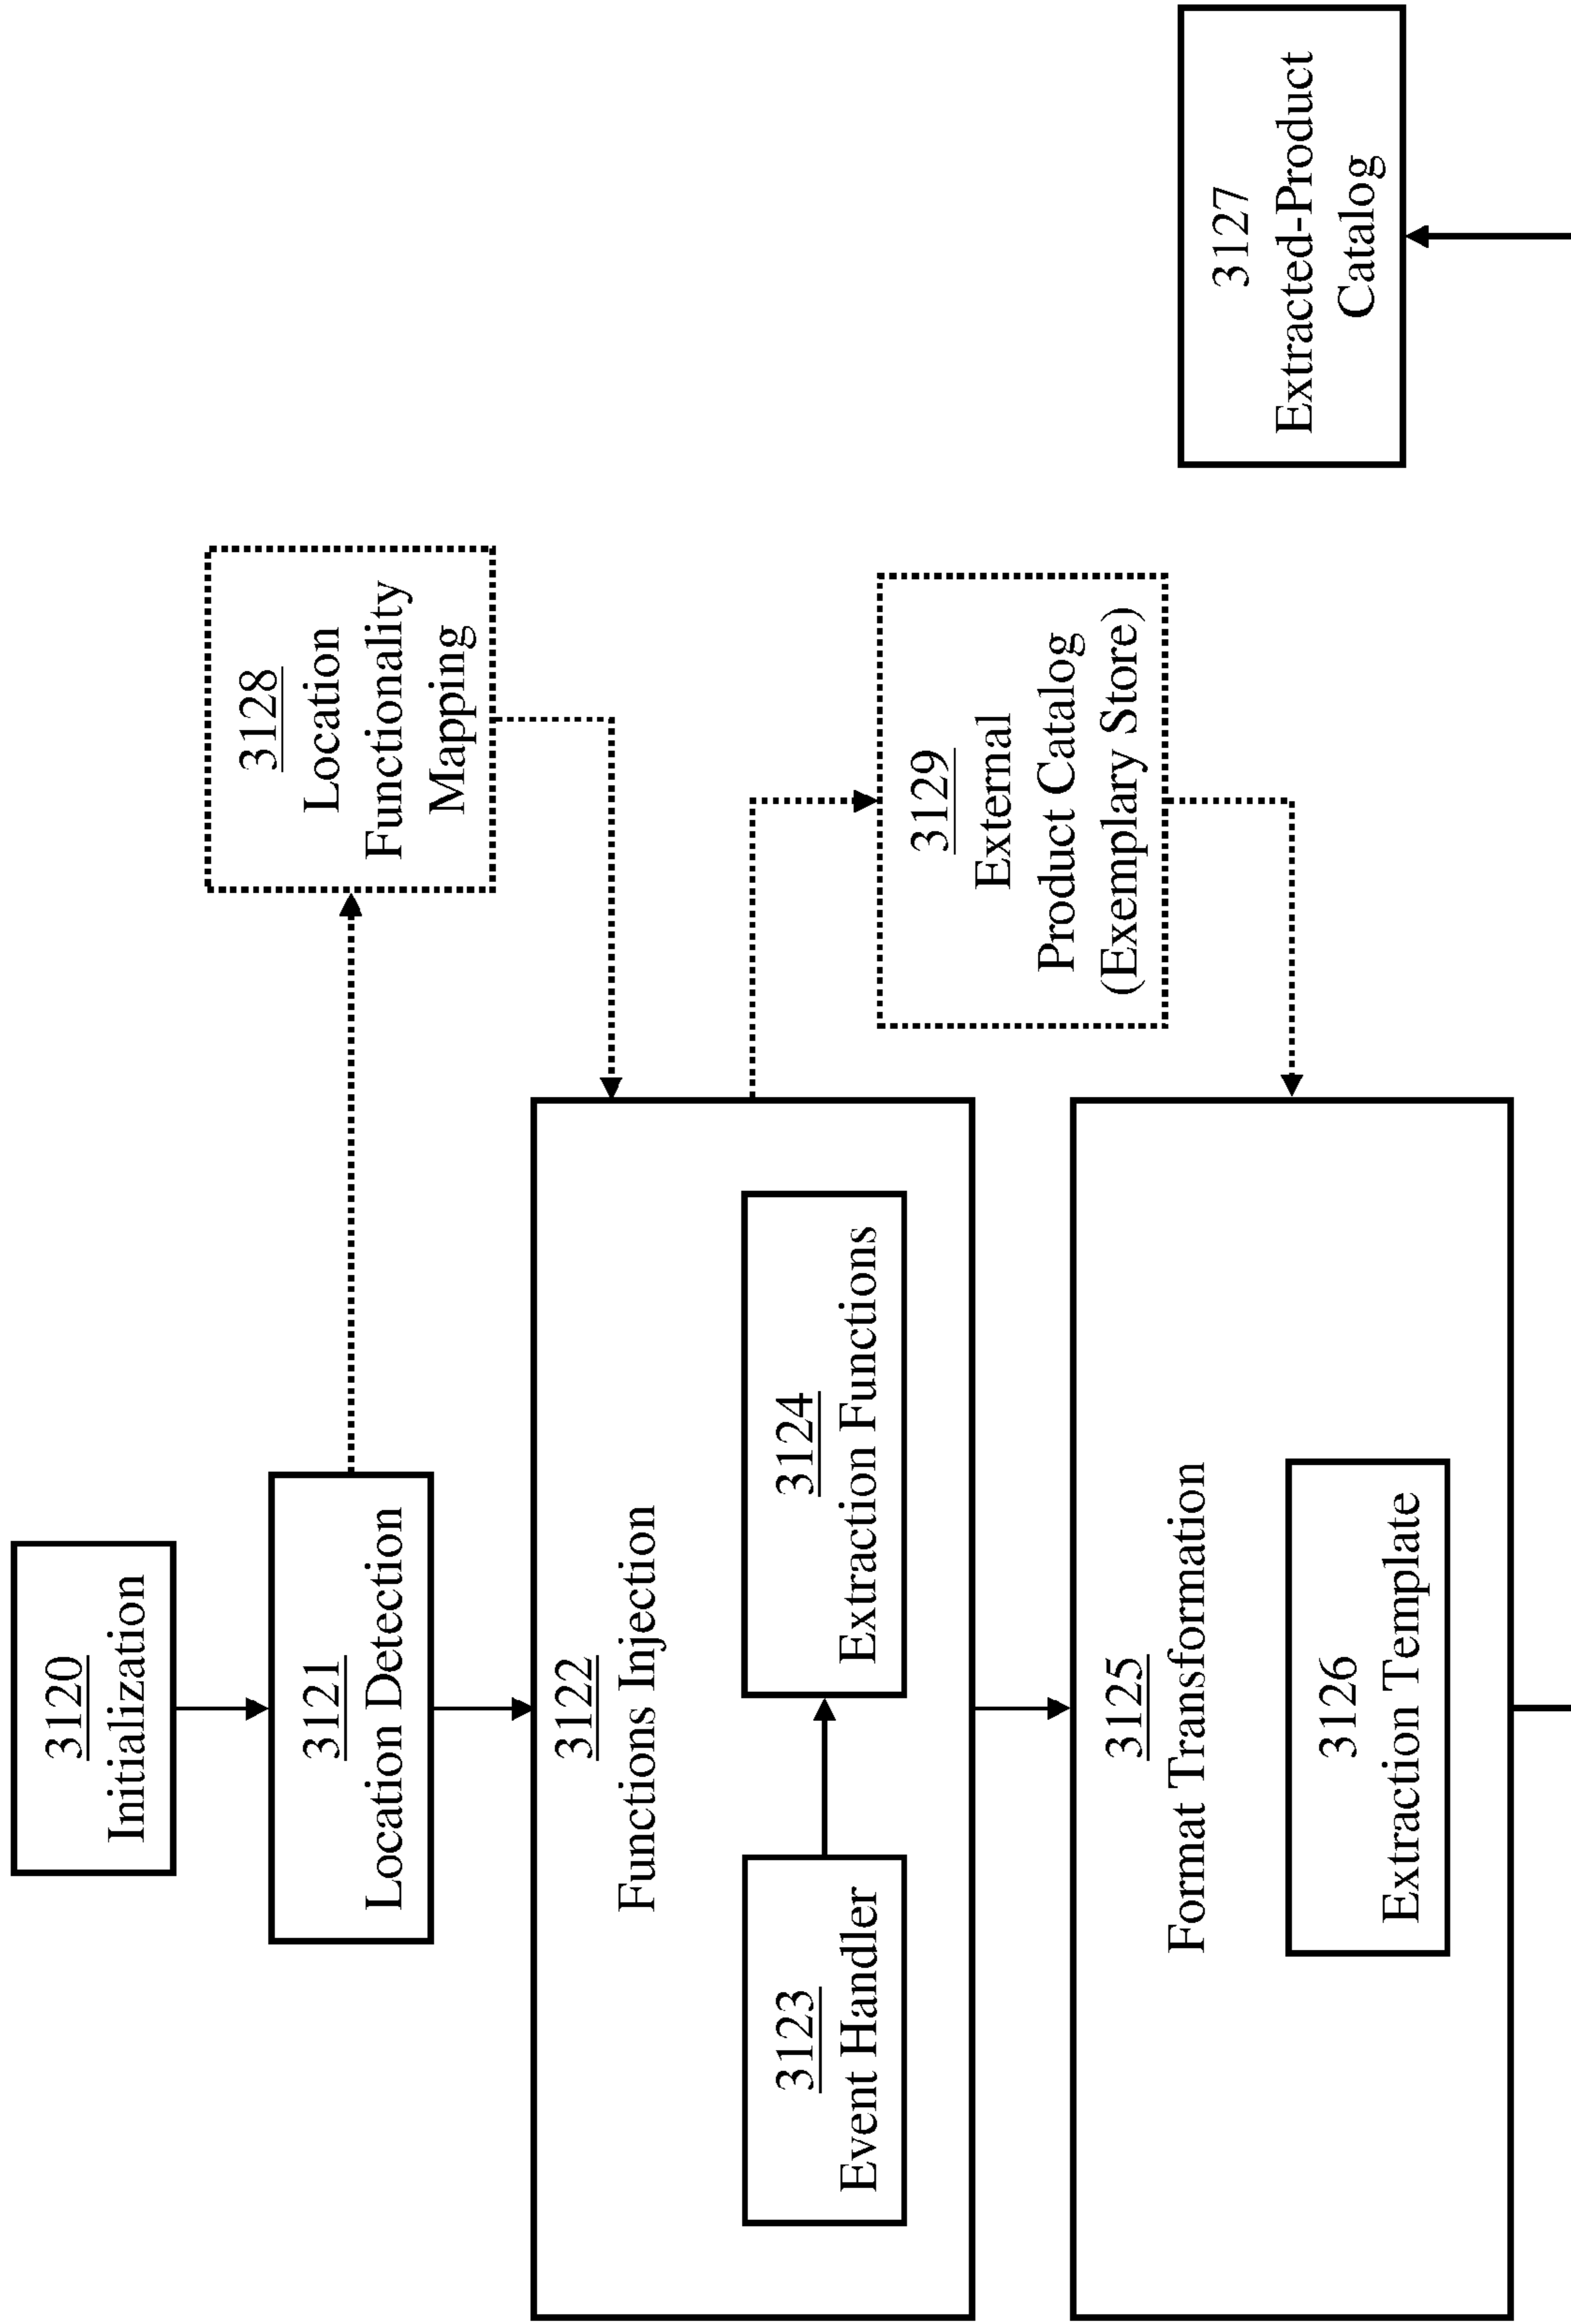 3120
Initialization
3121
Location Detection
3128
Location
Functionality
Mapping
3122
Functions Injection
3123
Event Handler
3124
Extraction Functions
3129
External
Product Catalog
(Exemplary Store)
3125
Format Transformation
3126
Extraction Template
3127
Extracted-Product
Catalog